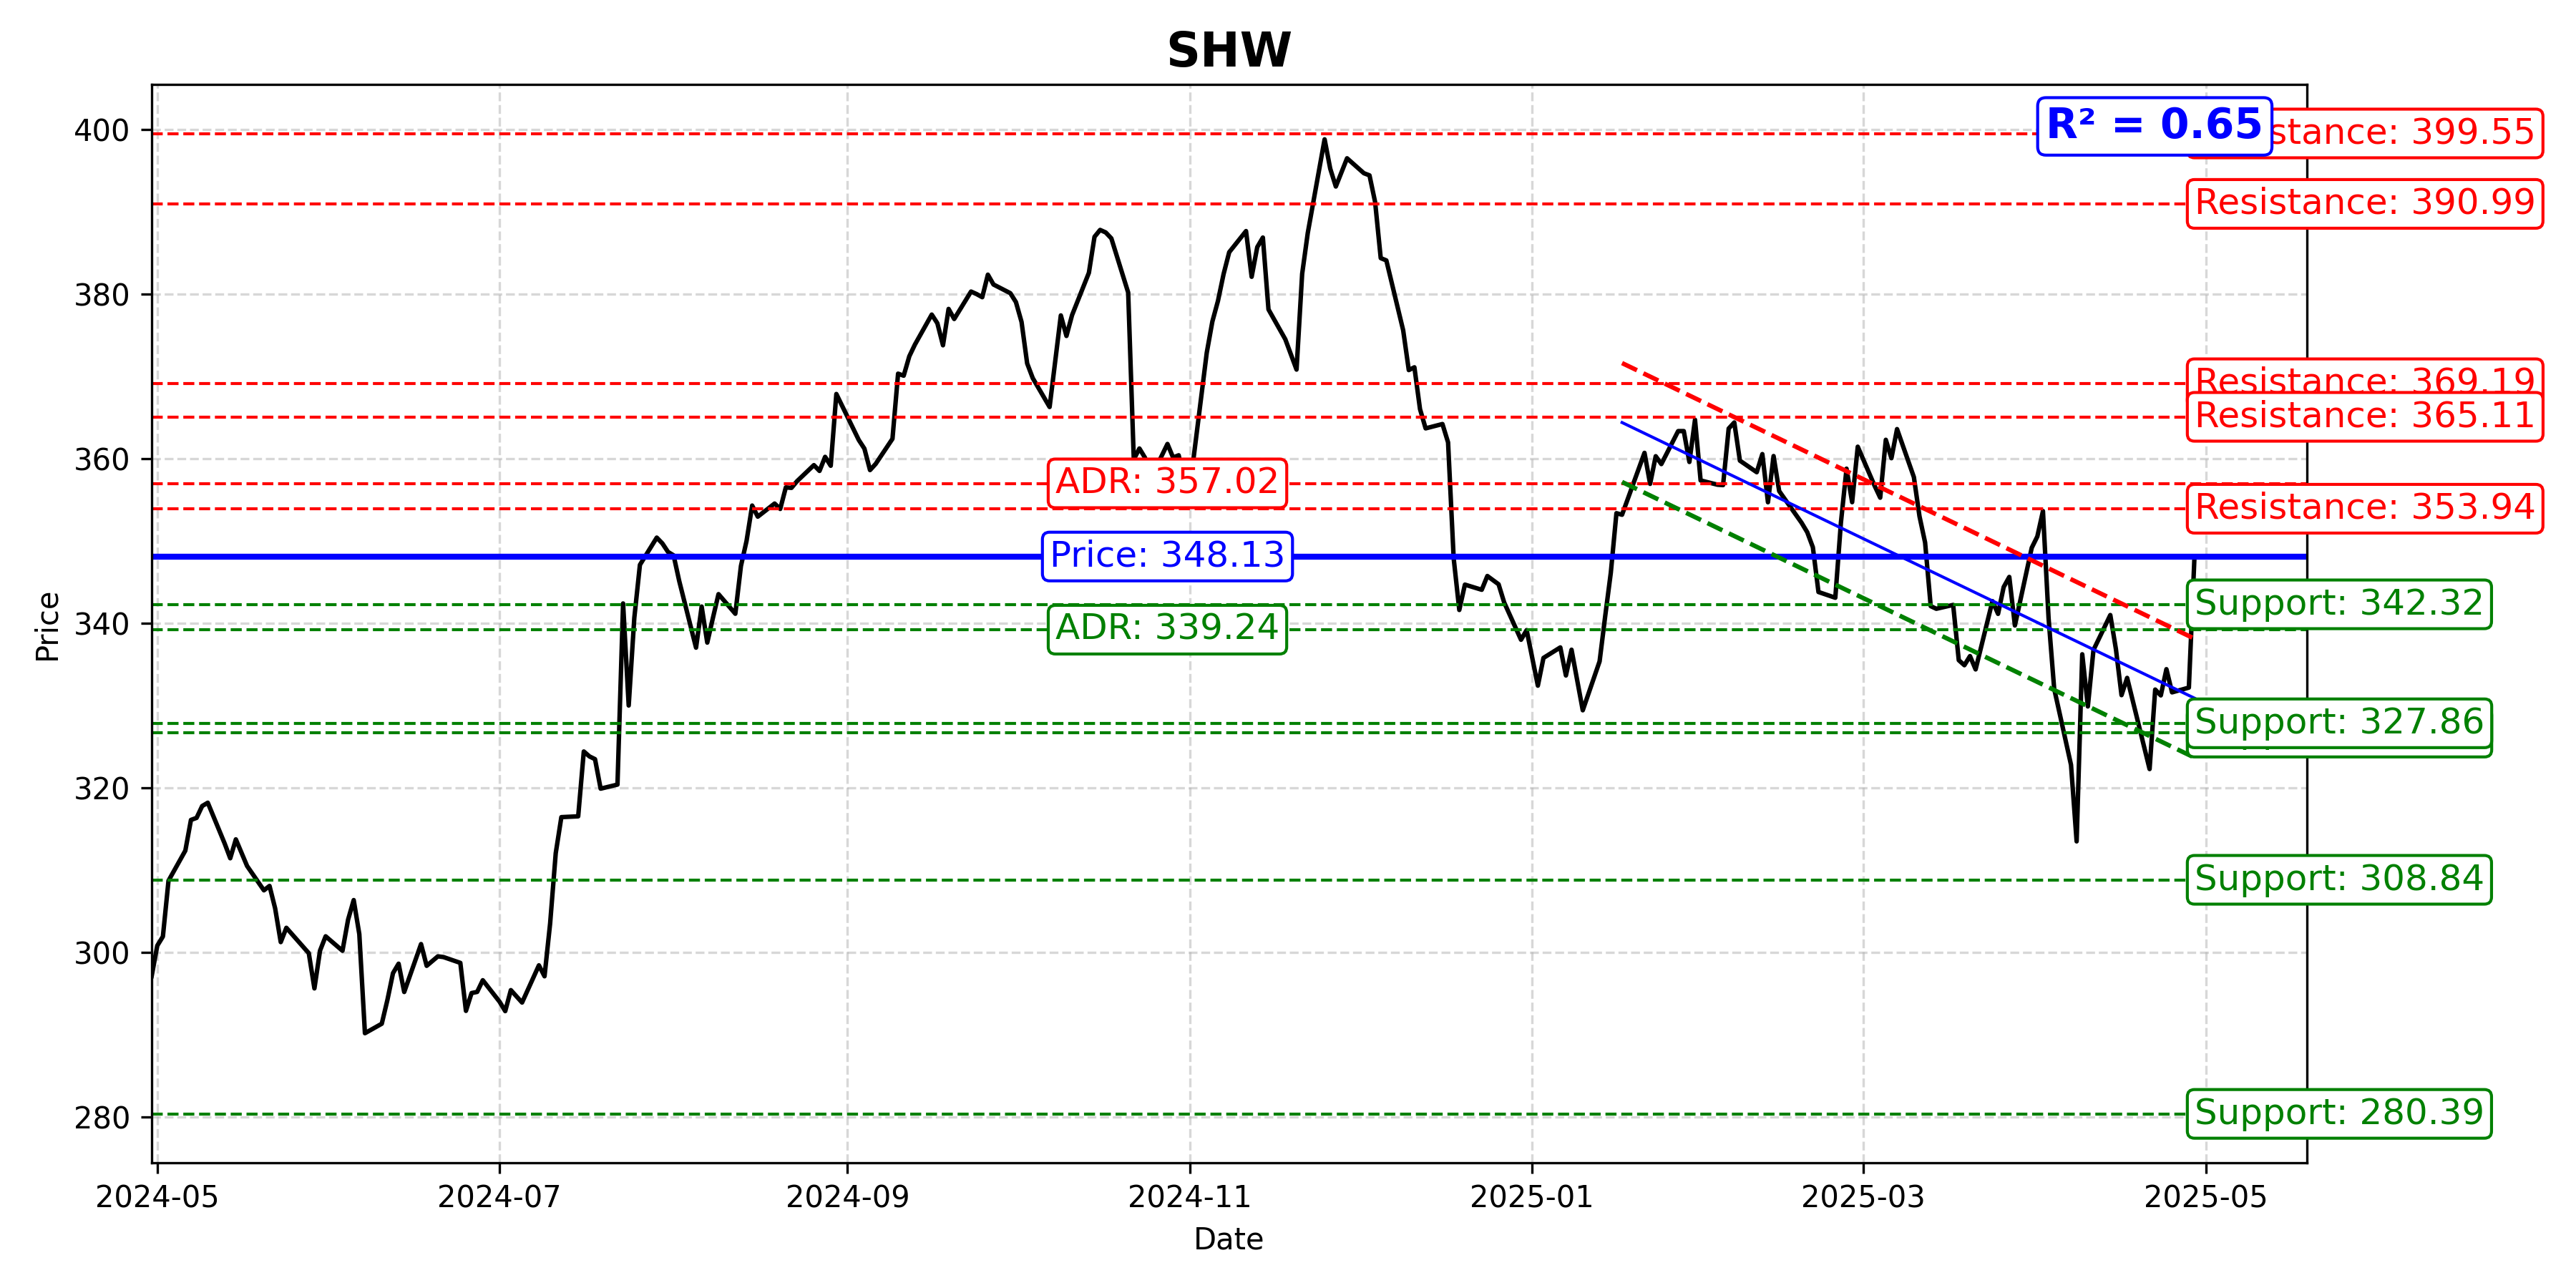 SHW
R² = 0.65
stance: 399.55
Resistance: 390.99
Resistance: 369.19
Resistance: 365.11
ADR: 357.02
Resistance: 353.94
Price: 348.13
Support: 342.32
ADR: 339.24
Support: 327.86
Support: 308.84
Support: 280.39
Price
400
380
360
340
320
300
280
2024-05
2024-07
2024-09
2024-11
2025-01
2025-03
2025-05
Date